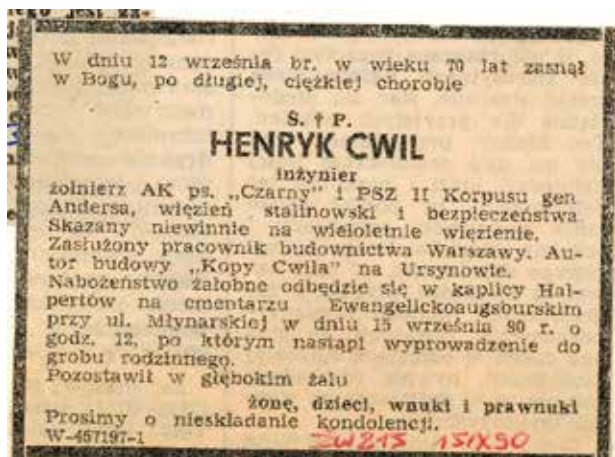 W dniu 12 września br. w wieku 70 lat zasnął
w Bogu, po długiej, ciężkiej chorobie
Ś. † P.
HENRYK CWIL
inżynier
żołnierz AK ps. „Czarny" i PSZ II Korpusu gen
Andersa, więzień stalinowski i bezpieczeństwa
Skazany niewinnie na wieloletnie więzienie.
Zasłużony pracownik budownictwa Warszawy. Au-
tor budowy „Kopy Cwila" na Ursynowie.
Nabożeństwo żałobne odbędzie się w kaplicy Hal-
pertów na cmentarzu Ewangelickoaugsburskim
przy ul. Młynarskiej w dniu 15 września 90 r. o
godz. 12, po którym nastąpi wyprowadzenie do
grobu rodzinnego.
Pozostawił w głębokim żalu
żonę, dzieci, wnuki i prawnuki
Prosimy o nieskładanie kondolencji.
W-457197-1
ŻW215 15IX90